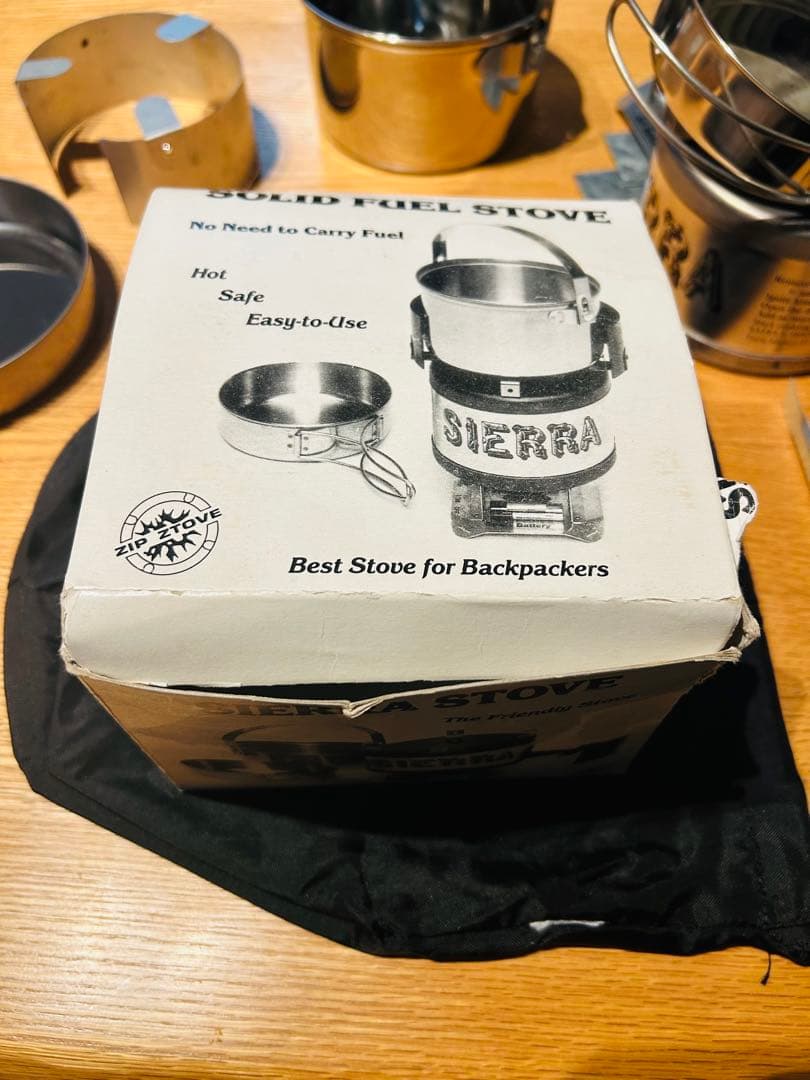 SOLID FUEL STOVE
No Need to Carry Fuel
Hot
Safe
Easy-to-Use
SIERRA
Battery
ZIP ZTOVE
Best Stove for Backpackers
SIERRA STOVE
The Friendly Stove
SIERRA